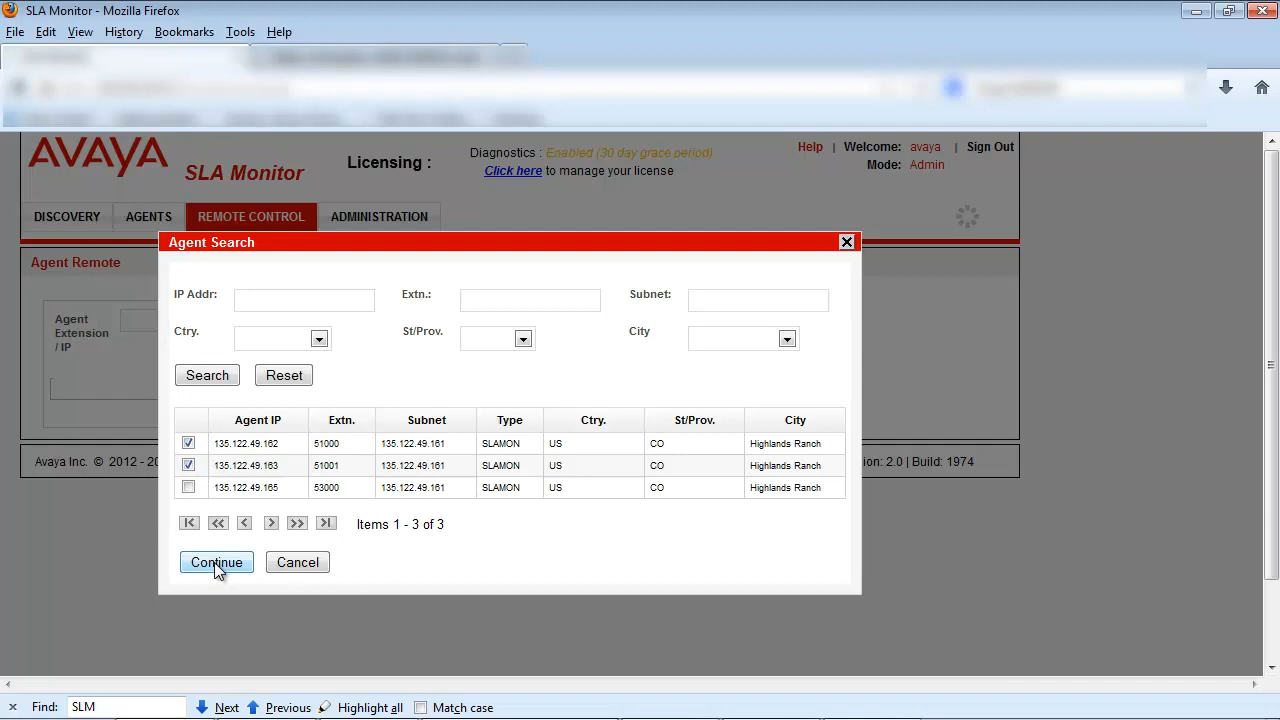 SLA Monitor - Mozilla Firefox
File Edit View History Bookmarks Tools Help
AVAYA
SLA Monitor
Licensing :
Diagnostics : Enabled (30 day grace period)
Click here to manage your license
Help | Welcome: avaya | Sign Out
Mode: Admin
DISCOVERY AGENTS REMOTE CONTROL ADMINISTRATION
Agent Search
Agent Remote
IP Addr: Extn.: Subnet:
Agent
Extension
/ IP
Ctry. St/Prov. City
Search Reset
Agent IP Extn. Subnet Type Ctry. St/Prov. City
135.122.49.162 51000 135.122.49.161 SLAMON US CO Highlands Ranch
135.122.49.163 51001 135.122.49.161 SLAMON US CO Highlands Ranch
135.122.49.165 53000 135.122.49.161 SLAMON US CO Highlands Ranch
Avaya Inc. © 2012 - 20
ion: 2.0 | Build: 1974
Items 1 - 3 of 3
Continue Cancel
Find: SLM Next Previous Highlight all Match case